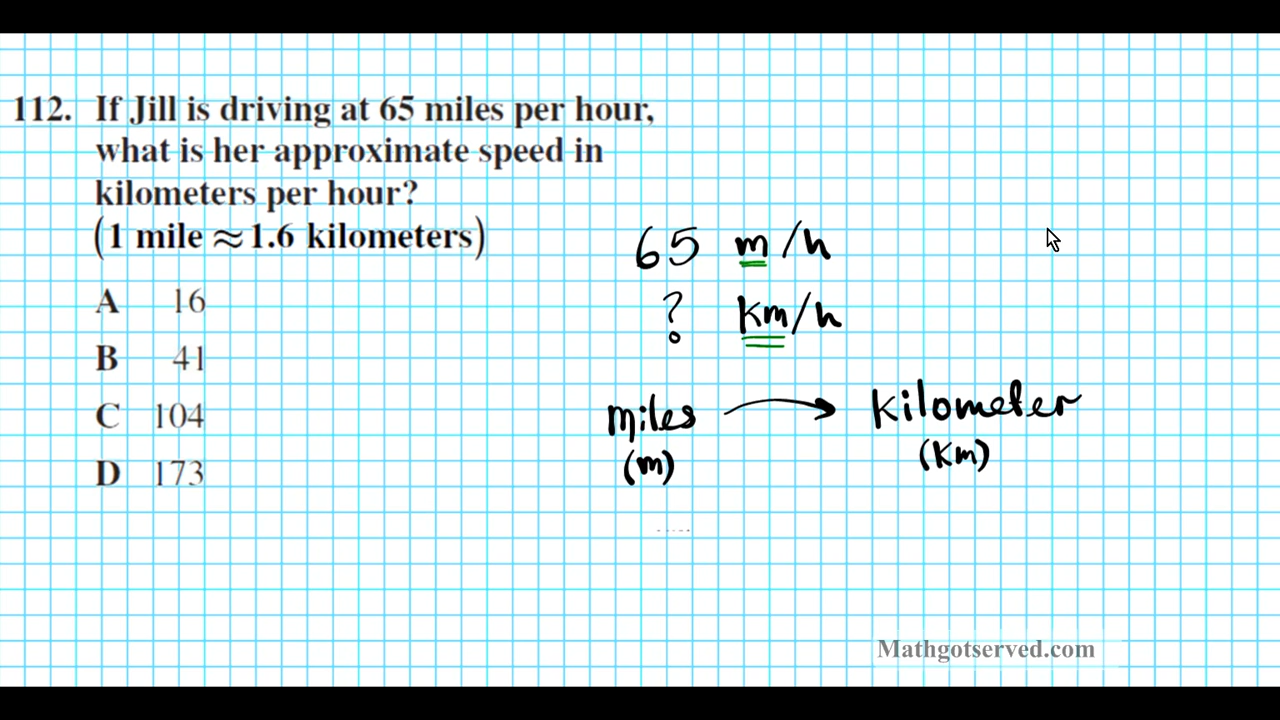 112. If Jill is driving at 65 miles per hour,
what is her approximate speed in
kilometers per hour?
(1 mile ≈ 1.6 kilometers)
A 16
B 41
C 104
D 173
65 m/h
? km/h
miles → kilometer
(m) (km)
Mathgotserved.com